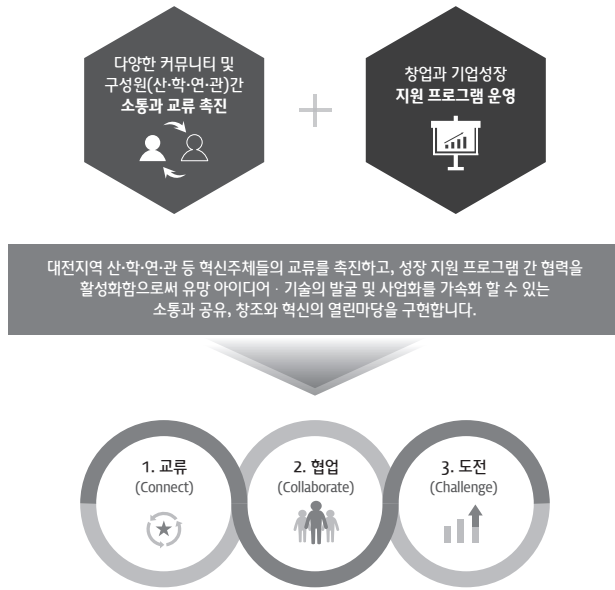 다양한 커뮤니티 및
구성원(산·학·연·관)간
소통과 교류 촉진
창업과 기업성장
지원 프로그램 운영
대전지역 산·학·연·관 등 혁신주체들의 교류를 촉진하고, 성장 지원 프로그램 간 협력을
활성화함으로써 유망 아이디어 · 기술의 발굴 및 사업화를 가속화 할 수 있는
소통과 공유, 창조와 혁신의 열린마당을 구현합니다.
1. 교류
(Connect)
2. 협업
(Collaborate)
3. 도전
(Challenge)